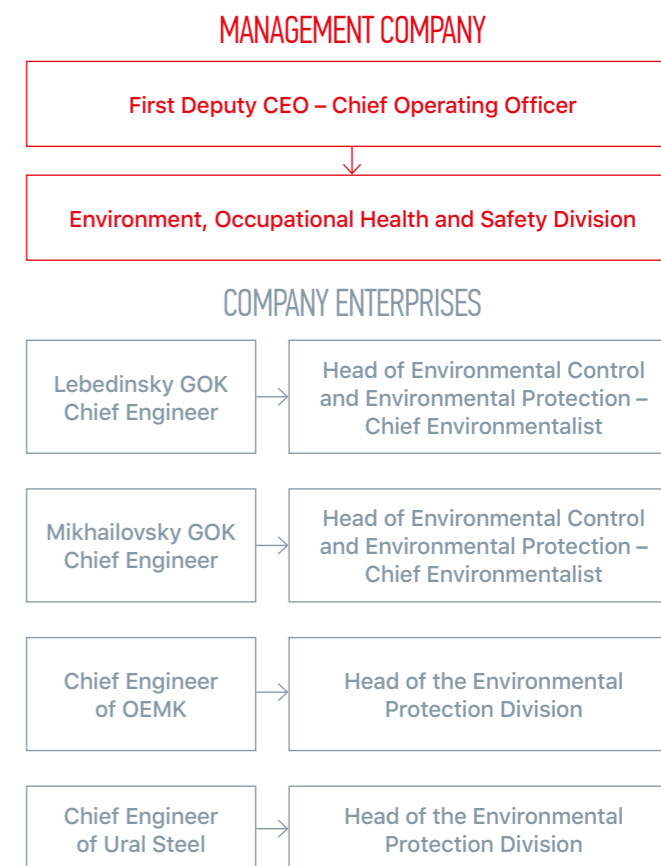 MANAGEMENT COMPANY
First Deputy CEO – Chief Operating Officer
Environment, Occupational Health and Safety Division
COMPANY ENTERPRISES
Lebedinsky GOK
Chief Engineer
Head of Environmental Control
and Environmental Protection –
Chief Environmentalist
Mikhailovsky GOK
Chief Engineer
Head of Environmental Control
and Environmental Protection –
Chief Environmentalist
Chief Engineer
of OEMK
Head of the Environmental
Protection Division
Chief Engineer
of Ural Steel
Head of the Environmental
Protection Division